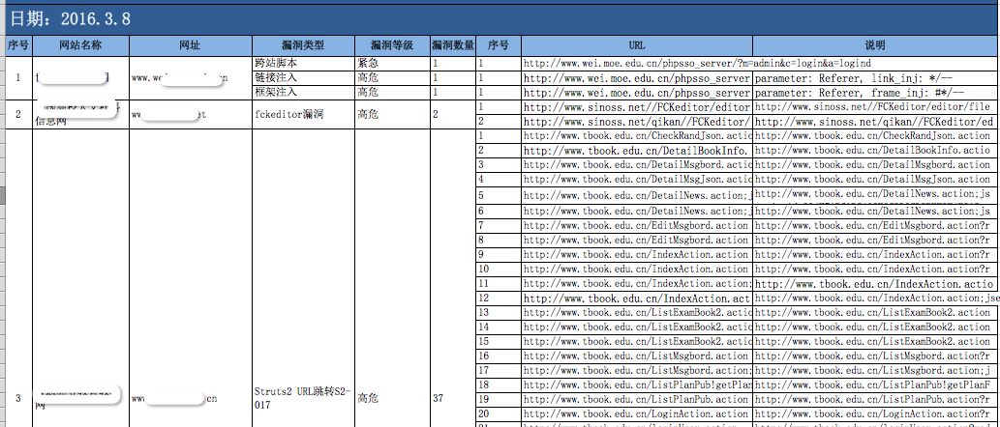 日期：2016.3.8
序号 网站名称 网址 漏洞类型 漏洞等级 漏洞数量 序号 URL 说明
1 www.we cn 跨站脚本 紧急 1 1 http://www.wei.moe.edu.cn/phpsso_server/?m=admin&c=login&a=logind
链接注入 高危 1 1 http://www.wei.moe.edu.cn/phpsso_server parameter: Referer, link_inj: */--
框架注入 高危 1 1 http://www.wei.moe.edu.cn/phpsso_server parameter: Referer, frame_inj: #*/--
2 信息网 ww et fckeditor漏洞 高危 2 1 http://www.sinoss.net//FCKeditor/editor http://www.sinoss.net//FCKeditor/editor/file
2 http://www.sinoss.net/qikan//FCKeditor/ http://www.sinoss.net/qikan//FCKeditor/ed
1 http://www.tbook.edu.cn/CheckRandJson.actio http://www.tbook.edu.cn/CheckRandJson.action
2 http://www.tbook.edu.cn/DetailBookInfo. http://www.tbook.edu.cn/DetailBookInfo.actio
3 http://www.tbook.edu.cn/DetailMsgbord.actio http://www.tbook.edu.cn/DetailMsgbord.action
4 http://www.tbook.edu.cn/DetailMsgJson.actio http://www.tbook.edu.cn/DetailMsgJson.action
5 http://www.tbook.edu.cn/DetailNews.action;j http://www.tbook.edu.cn/DetailNews.action;js
6 http://www.tbook.edu.cn/DetailNews.action;j http://www.tbook.edu.cn/DetailNews.action;js
7 http://www.tbook.edu.cn/EditMsgbord.action http://www.tbook.edu.cn/EditMsgbord.action?r
8 http://www.tbook.edu.cn/EditMsgbord.action http://www.tbook.edu.cn/EditMsgbord.action?r
9 http://www.tbook.edu.cn/IndexAction.action http://www.tbook.edu.cn/IndexAction.action?r
10 http://www.tbook.edu.cn/IndexAction.action http://www.tbook.edu.cn/IndexAction.action?r
11 http://www.tbook.edu.cn/IndexAction.action; http://www.tbook.edu.cn/IndexAction.actio
12 http://www.tbook.edu.cn/IndexAction.act http://www.tbook.edu.cn/IndexAction.action;jse
13 http://www.tbook.edu.cn/ListExamBook2.actio http://www.tbook.edu.cn/ListExamBook2.action
14 http://www.tbook.edu.cn/ListExamBook2.actio http://www.tbook.edu.cn/ListExamBook2.action
15 http://www.tbook.edu.cn/ListExamBook2.actio http://www.tbook.edu.cn/ListExamBook2.action
16 http://www.tbook.edu.cn/ListMsgbord.action http://www.tbook.edu.cn/ListMsgbord.action?r
17 http://www.tbook.edu.cn/ListMsgbord.action; http://www.tbook.edu.cn/ListMsgbord.action;j
18 http://www.tbook.edu.cn/ListPlanPub!getPlan http://www.tbook.edu.cn/ListPlanPub!getPlanF
3 网 ww .cn Struts2 URL跳转S2-017 高危 37 19 http://www.tbook.edu.cn/ListPlanPub.action http://www.tbook.edu.cn/ListPlanPub.action?r
20 http://www.tbook.edu.cn/LoginAction.action http://www.tbook.edu.cn/LoginAction.action?r